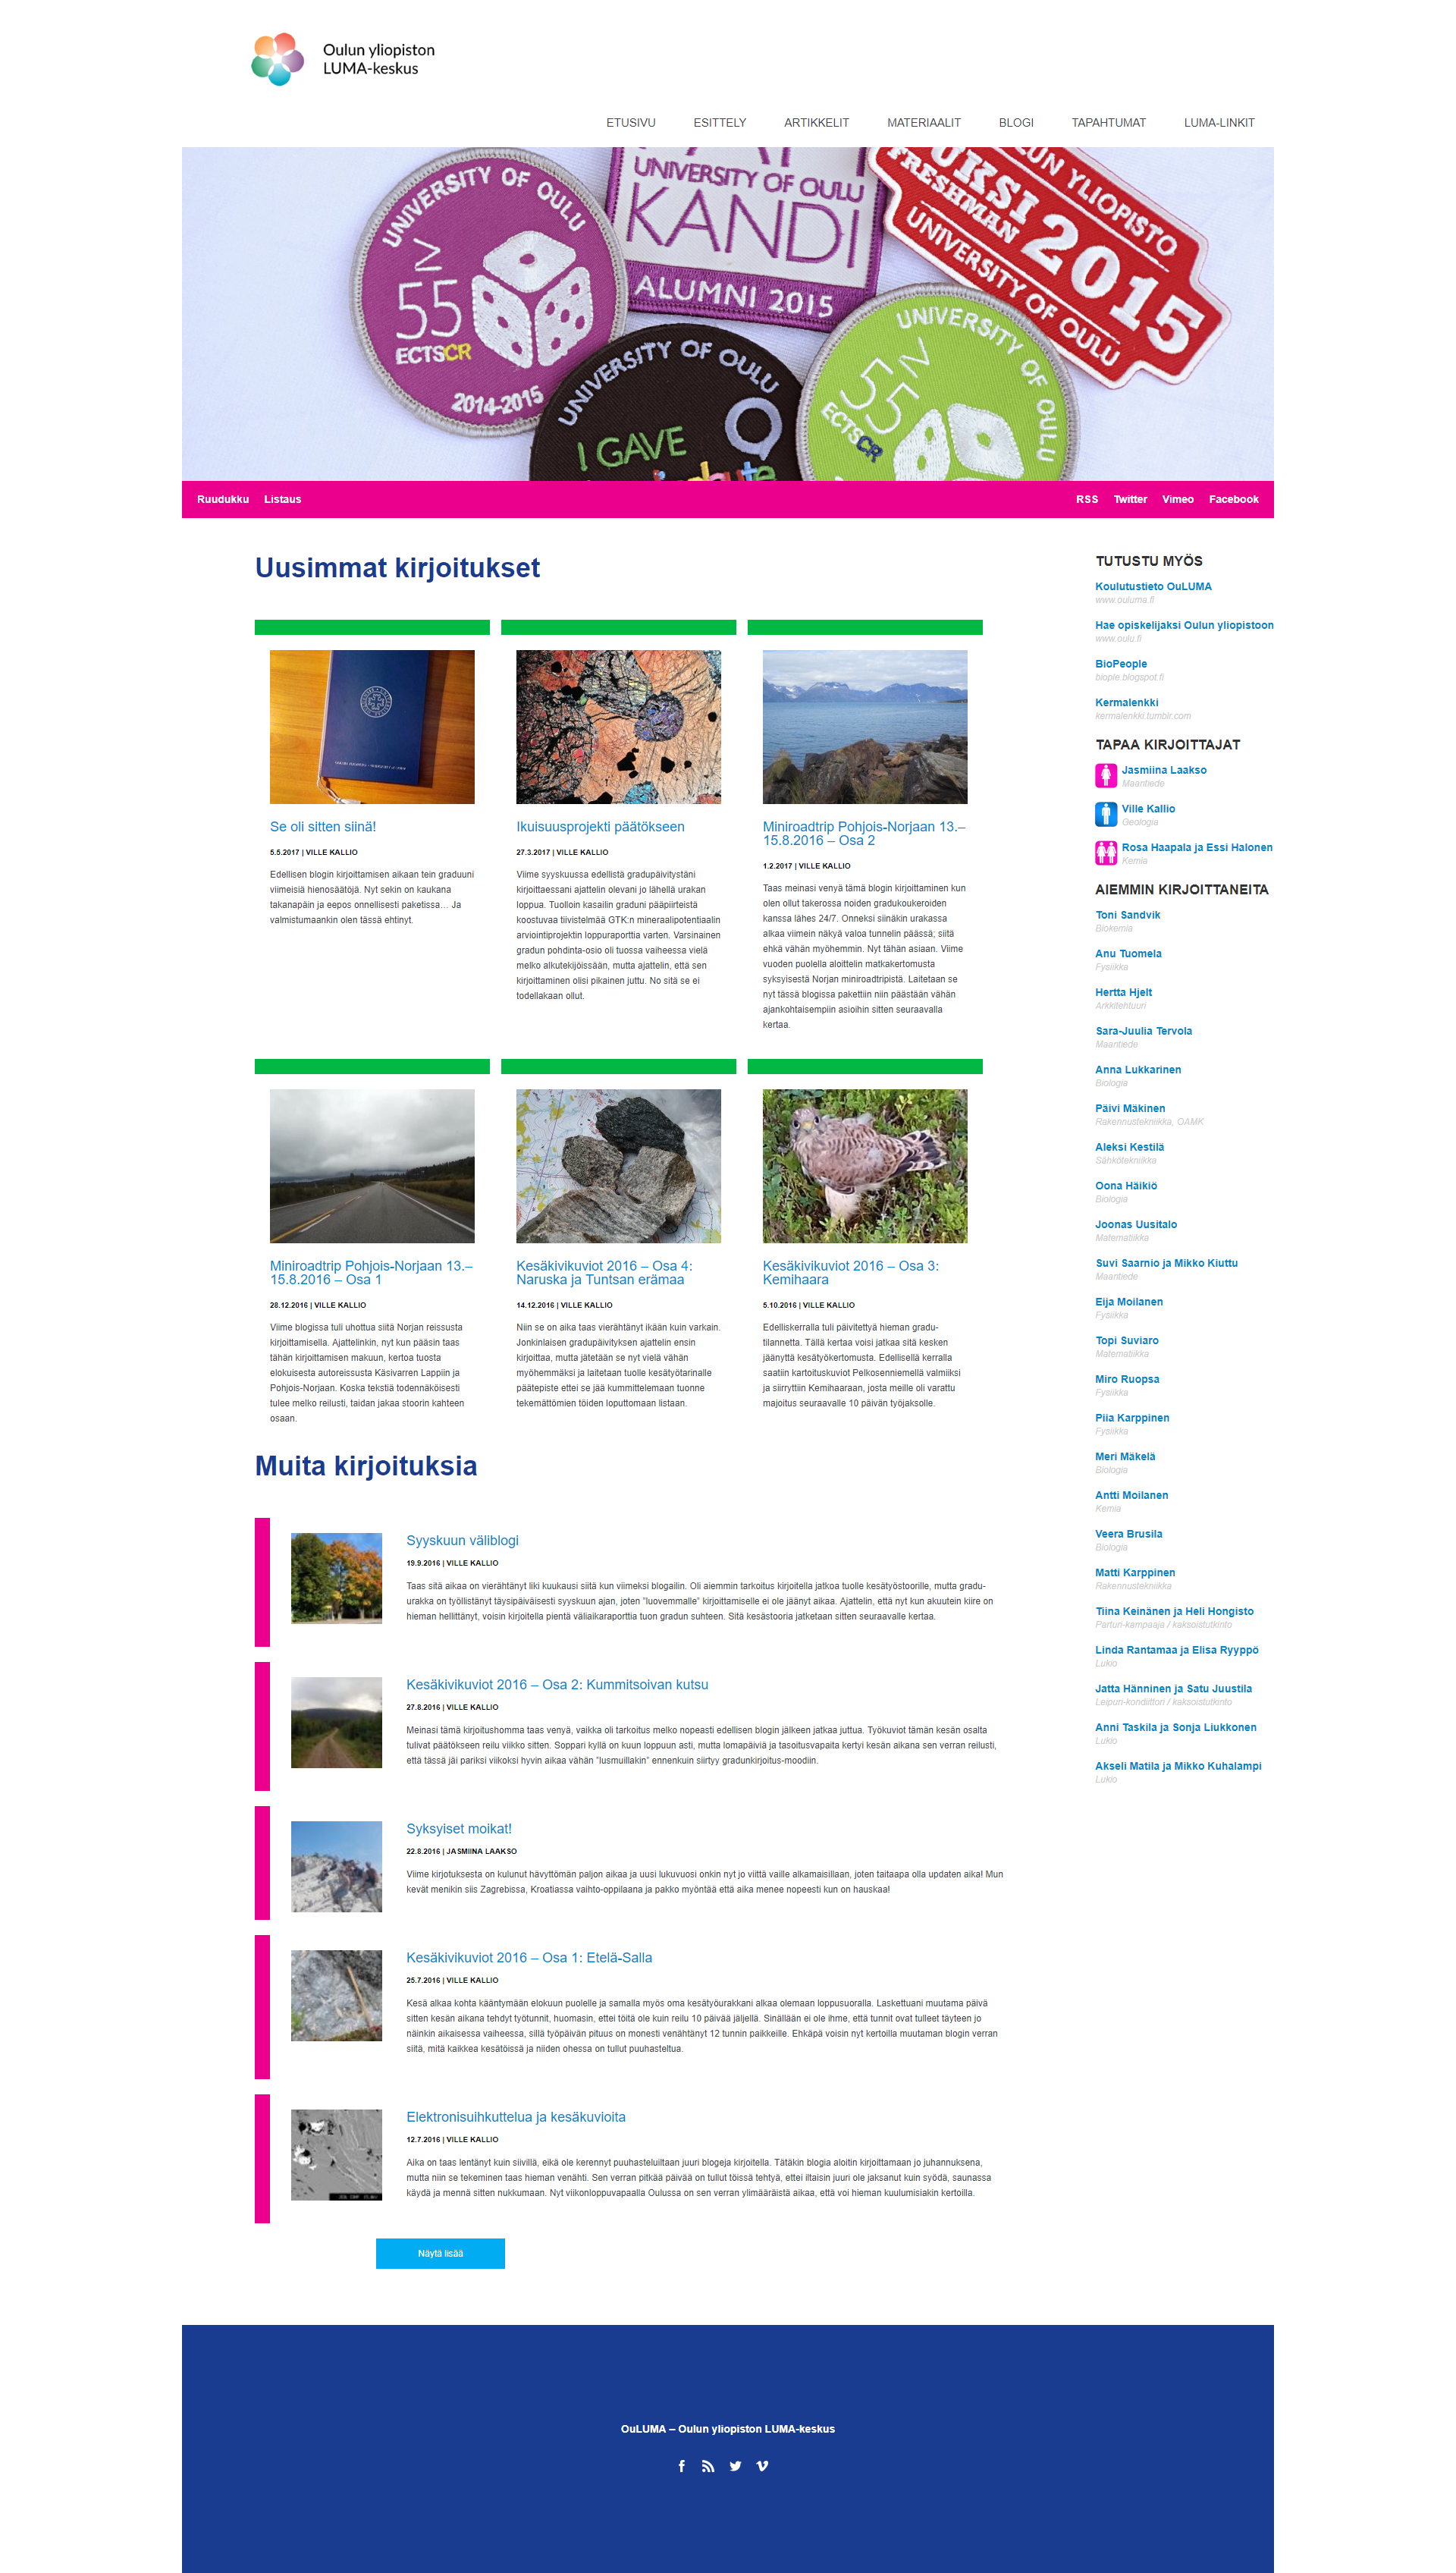 Oulun yliopiston
LUMA-keskus
ETUSIVU ESITTELY ARTIKKELIT MATERIAALIT BLOGI TAPAHTUMAT LUMA-LINKIT
UNIVERSITY OF OULU
≥
55
ECTSCR
2014-2015
UNIVERSITY OF OULU
KANDI
ALUMNI 2015
FRESHMAN 2015
UNIVERSITY OF OULU
UNIVERSITY OF OULU
I GAVE
UNIVERSITY OF OULU
≥
55
ECTSCR
Ruudukku Listaus RSS Twitter Vimeo Facebook
Uusimmat kirjoitukset
Se oli sitten siinä!
5.5.2017 | VILLE KALLIO
Edellisen blogin kirjoittamisen aikaan tein graduuni
viimeisiä hienosäätöjä. Nyt sekin on kaukana
takanapäin ja eepos onnellisesti paketissa… Ja
valmistumaankin olen tässä ehtinyt.
Ikuisuusprojekti päätökseen
27.3.2017 | VILLE KALLIO
Viime syyskuussa edellistä gradupäivitystäni
kirjoittaessani ajattelin olevani jo lähellä urakan
loppua. Tuolloin kasailin graduni pääpiirteistä
koostuvaa tiivistelmää GTK:n mineraalipotentiaalin
arviointiprojektin loppuraporttia varten. Varsinainen
gradun pohdinta-osio oli tuossa vaiheessa vielä
melko alkutekijöissään, mutta ajattelin, että sen
kirjoittaminen olisi pikainen juttu. No sitä se ei
todellakaan ollut.
Miniroadtrip Pohjois-Norjaan 13.–
15.8.2016 – Osa 2
1.2.2017 | VILLE KALLIO
Taas meinasi venyä tämä blogin kirjoittaminen kun
olen ollut takerossa noiden gradukoukeroiden
kanssa lähes 24/7. Onneksi siinäkin urakassa
alkaa viimein näkyä valoa tunnelin päässä; siitä
ehkä vähän myöhemmin. Nyt tähän asiaan. Viime
vuoden puolella aloittelin matkakertomusta
syksyisestä Norjan miniroadtripistä. Laitetaan se
nyt tässä blogissa pakettiin niin päästään vähän
ajankohtaisempiin asioihin sitten seuraavalla
kertaa.
Miniroadtrip Pohjois-Norjaan 13.–
15.8.2016 – Osa 1
28.12.2016 | VILLE KALLIO
Viime blogissa tuli uhottua siitä Norjan reissusta
kirjoittamisella. Ajattelinkin, nyt kun pääsin taas
tähän kirjoittamisen makuun, kertoa tuosta
elokuisesta autoreissusta Käsivarren Lappiin ja
Pohjois-Norjaan. Koska tekstiä todennäköisesti
tulee melko reilusti, taidan jakaa stoorin kahteen
osaan.
Kesäkivikuviot 2016 – Osa 4:
Naruska ja Tuntsan erämaa
14.12.2016 | VILLE KALLIO
Niin se on aika taas vierähtänyt ikään kuin varkain.
Jonkinlaisen gradupäivityksen ajattelin ensin
kirjoittaa, mutta jätetään se nyt vielä vähän
myöhemmäksi ja laitetaan tuolle kesätyötarinalle
päätepiste ettei se jää kummittelemaan tuonne
tekemättömien töiden loputtomaan listaan.
Kesäkivikuviot 2016 – Osa 3:
Kemihaara
5.10.2016 | VILLE KALLIO
Edelliskerralla tuli päivitettyä hieman gradu-
tilannetta. Tällä kertaa voisi jatkaa sitä kesken
jäänyttä kesätyökertomusta. Edellisellä kerralla
saatiin kartoituskuviot Pelkosenniemellä valmiiksi
ja siirryttiin Kemihaaraan, josta meille oli varattu
majoitus seuraavalle 10 päivän työjaksolle.
Muita kirjoituksia
Syyskuun väliblogi
19.9.2016 | VILLE KALLIO
Taas sitä aikaa on vierähtänyt liki kuukausi siitä kun viimeksi blogailin. Oli aiemmin tarkoitus kirjoitella jatkoa tuolle kesätyöstoorille, mutta gradu-
urakka on työllistänyt täysipäiväisesti syyskuun ajan, joten ”luovemmalle” kirjoittamiselle ei ole jäänyt aikaa. Ajattelin, että nyt kun akuutein kiire on
hieman hellittänyt, voisin kirjoitella pientä väliaikaraporttia tuon gradun suhteen. Sitä kesästooria jatketaan sitten seuraavalle kertaa.
Kesäkivikuviot 2016 – Osa 2: Kummitsoivan kutsu
27.8.2016 | VILLE KALLIO
Meinasi tämä kirjoitushomma taas venyä, vaikka oli tarkoitus melko nopeasti edellisen blogin jälkeen jatkaa juttua. Työkuviot tämän kesän osalta
tulivat päätökseen reilu viikko sitten. Soppari kyllä on kuun loppuun asti, mutta lomapäiviä ja tasoitusvapaita kertyi kesän aikana sen verran reilusti,
että tässä jäi pariksi viikoksi hyvin aikaa vähän ”lusmuillakin” ennenkuin siirtyy gradunkirjoitus-moodiin.
Syksyiset moikat!
22.8.2016 | JASMIINA LAAKSO
Viime kirjotuksesta on kulunut hävyttömän paljon aikaa ja uusi lukuvuosi onkin nyt jo viittä vaille alkamaisillaan, joten taitaapa olla updaten aika! Mun
kevät menikin siis Zagrebissa, Kroatiassa vaihto-oppilaana ja pakko myöntää että aika menee nopeesti kun on hauskaa!
Kesäkivikuviot 2016 – Osa 1: Etelä-Salla
25.7.2016 | VILLE KALLIO
Kesä alkaa kohta kääntymään elokuun puolelle ja samalla myös oma kesätyöurakkani alkaa olemaan loppusuoralla. Laskettuani muutama päivä
sitten kesän aikana tehdyt työtunnit, huomasin, ettei töitä ole kuin reilu 10 päivää jäljellä. Sinällään ei ole ihme, että tunnit ovat tulleet täyteen jo
näinkin aikaisessa vaiheessa, sillä työpäivän pituus on monesti venähtänyt 12 tunnin paikkeille. Ehkäpä voisin nyt kertoilla muutaman blogin verran
siitä, mitä kaikkea kesätöissä ja niiden ohessa on tullut puuhasteltua.
Elektronisuihkuttelua ja kesäkuvioita
12.7.2016 | VILLE KALLIO
Aika on taas lentänyt kuin siivillä, eikä ole kerennyt puuhasteluiltaan juuri blogeja kirjoitella. Tätäkin blogia aloitin kirjoittamaan jo juhannuksena,
mutta niin se tekeminen taas hieman venähti. Sen verran pitkää päivää on tullut töissä tehtyä, ettei iltaisin juuri ole jaksanut kuin syödä, saunassa
käydä ja mennä sitten nukkumaan. Nyt viikonloppuvapaalla Oulussa on sen verran ylimääräistä aikaa, että voi hieman kuulumisiakin kertoilla.
Näytä lisää
TUTUSTU MYÖS
Koulutustieto OuLUMA
www.ouluma.fi
Hae opiskelijaksi Oulun yliopistoon
www.oulu.fi
BioPeople
biople.blogspot.fi
Kermalenkki
kermalenkki.tumblr.com
TAPAA KIRJOITTAJAT
Jasmiina Laakso
Maantiede
Ville Kallio
Geologia
Rosa Haapala ja Essi Halonen
Kemia
AIEMMIN KIRJOITTANEITA
Toni Sandvik
Biokemia
Anu Tuomela
Fysiikka
Hertta Hjelt
Arkkitehtuuri
Sara-Juulia Tervola
Maantiede
Anna Lukkarinen
Biologia
Päivi Mäkinen
Rakennustekniikka, OAMK
Aleksi Kestilä
Sähkötekniikka
Oona Häikiö
Biologia
Joonas Uusitalo
Matematiikka
Suvi Saarnio ja Mikko Kiuttu
Maantiede
Eija Moilanen
Fysiikka
Topi Suviaro
Matematiikka
Miro Ruopsa
Fysiikka
Piia Karppinen
Fysiikka
Meri Mäkelä
Biologia
Antti Moilanen
Kemia
Veera Brusila
Biologia
Matti Karppinen
Rakennustekniikka
Tiina Keinänen ja Heli Hongisto
Parturi-kampaaja / kaksoistutkinto
Linda Rantamaa ja Elisa Ryyppö
Lukio
Jatta Hänninen ja Satu Juustila
Leipuri-kondiittori / kaksoistutkinto
Anni Taskila ja Sonja Liukkonen
Lukio
Akseli Matila ja Mikko Kuhalampi
Lukio
OuLUMA – Oulun yliopiston LUMA-keskus